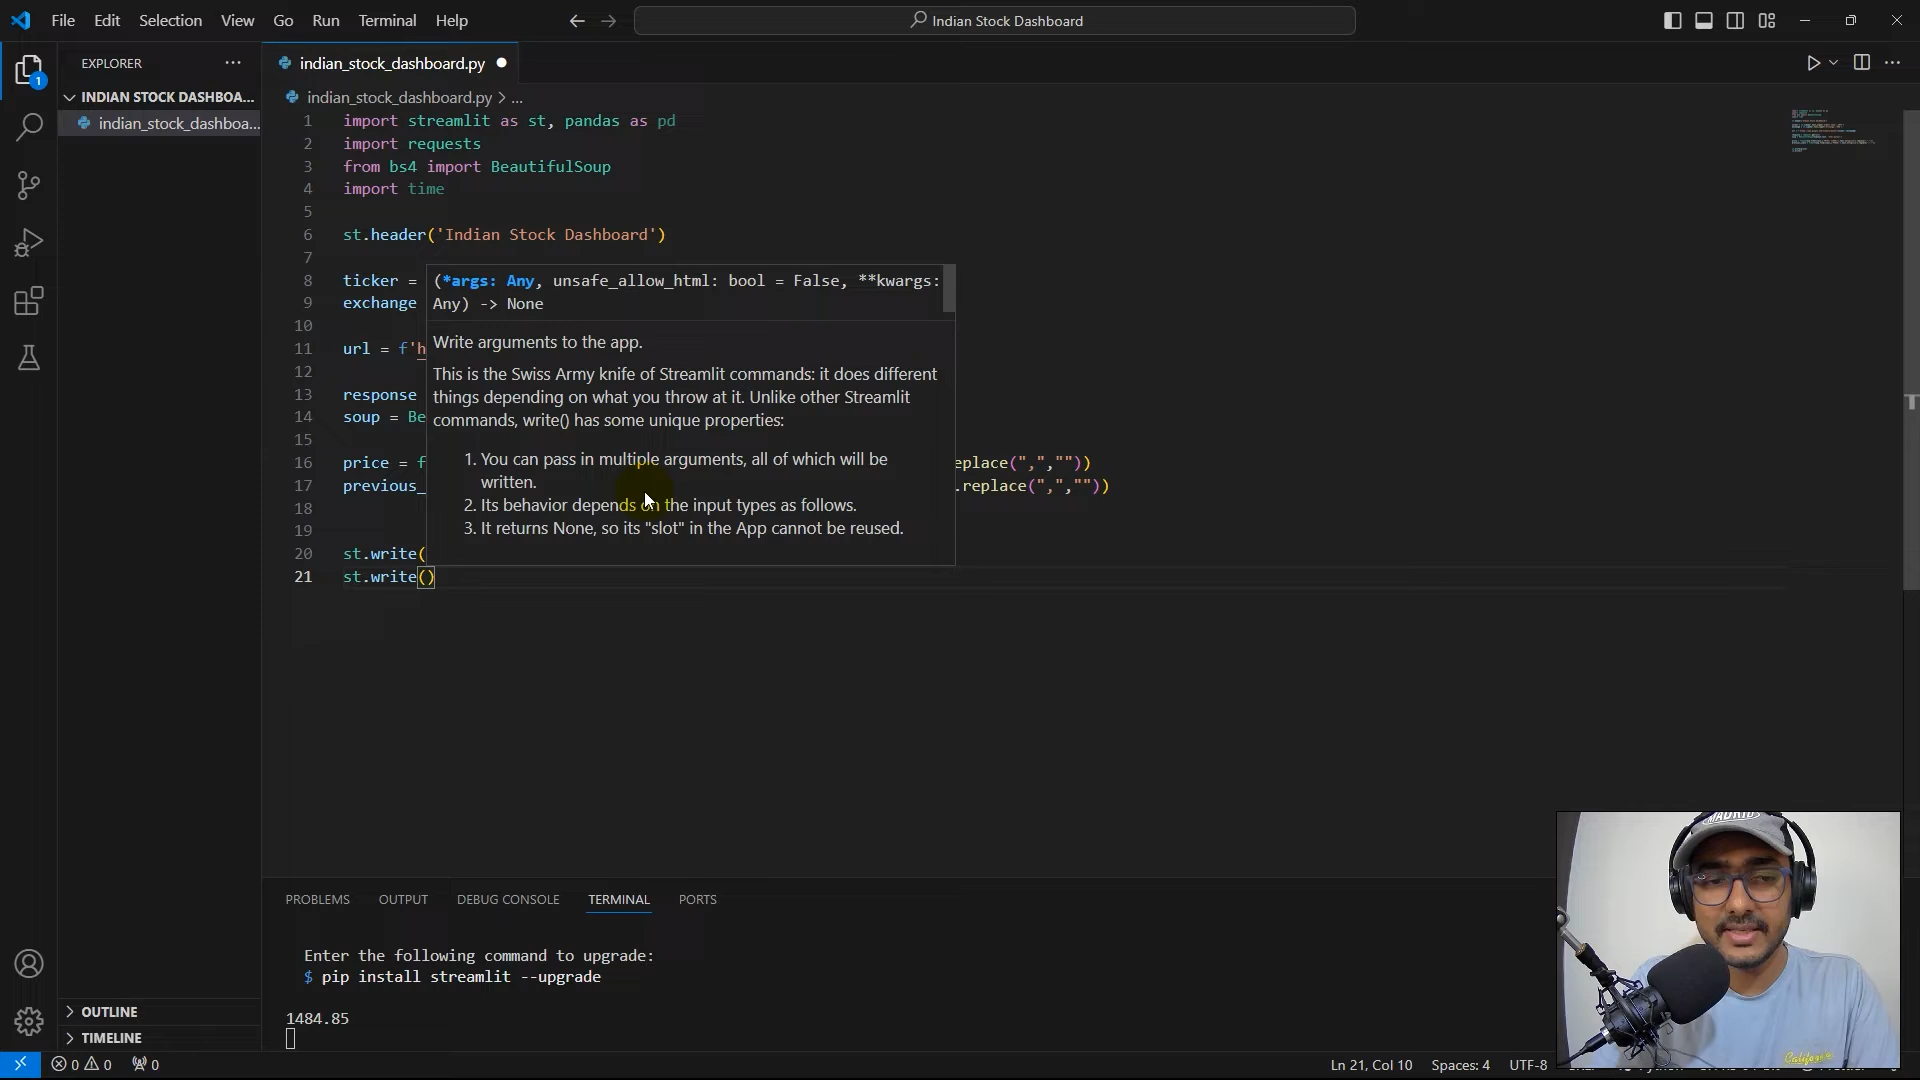 File Edit Selection View Go Run Terminal Help
Indian Stock Dashboard
EXPLORER
indian_stock_dashboard.py
INDIAN STOCK DASHBOA...
indian_stock_dashboa...
indian_stock_dashboard.py > ...
1 import streamlit as st, pandas as pd
2 import requests
3 from bs4 import BeautifulSoup
4 import time
5
6 st.header('Indian Stock Dashboard')
7
8 ticker =
9 exchange
10
11 url = f'h
12
13 response
14 soup = Be
15
16 price = f eplace(",",""))
17 previous_ .replace(",",""))
18
19
20 st.write(
21 st.write()
(*args: Any, unsafe_allow_html: bool = False, **kwargs:
Any) -> None
Write arguments to the app.
This is the Swiss Army knife of Streamlit commands: it does different
things depending on what you throw at it. Unlike other Streamlit
commands, write() has some unique properties:
1. You can pass in multiple arguments, all of which will be
written.
2. Its behavior depends on the input types as follows.
3. It returns None, so its "slot" in the App cannot be reused.
PROBLEMS OUTPUT DEBUG CONSOLE TERMINAL PORTS
Enter the following command to upgrade:
$ pip install streamlit --upgrade
1484.85
OUTLINE
TIMELINE
MADRID
California
1
0 0 0
Ln 21, Col 10 Spaces: 4 UTF-8